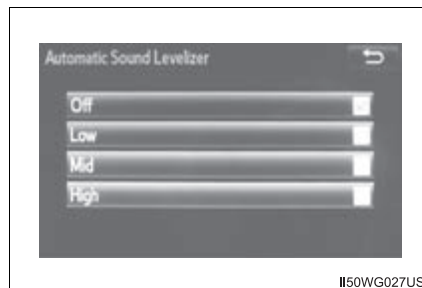 Automatic Sound Levelizer
Off
Low
Mid
High
II50WG027US